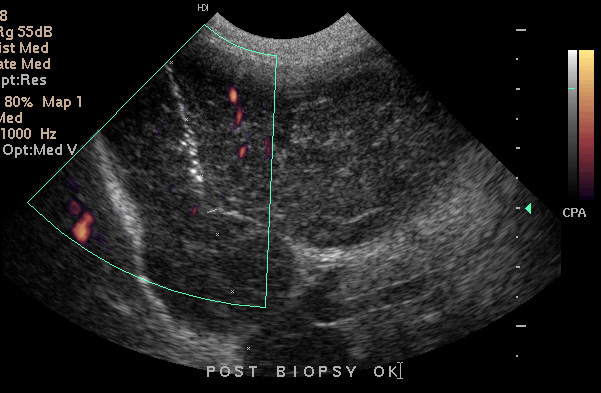 HDI
8
Rg 55dB
ist Med
ate Med
pt:Res
80% Map 1
Med
1000 Hz
Opt:Med V
CPA
POST BIOPSY OK